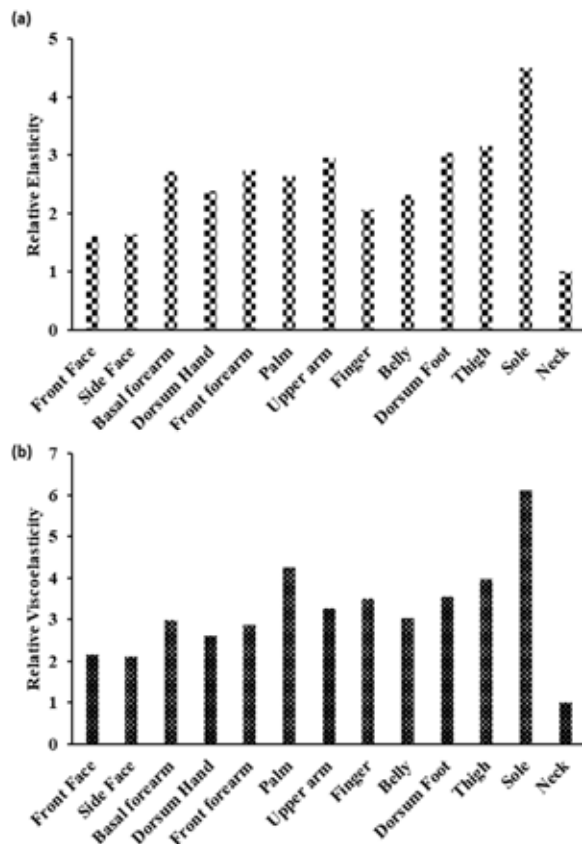 (a)
Relative Elasticity
5
4
3
2
1
0
Front Face
Side Face
Basal forearm
Dorsum Hand
Front forearm
Palm
Upper arm
Finger
Belly
Dorsum Foot
Thigh
Sole
Neck
(b)
Relative Viscoelasticity
7
6
5
4
3
2
1
0
Front Face
Side Face
Basal forearm
Dorsum Hand
Front forearm
Palm
Upper arm
Finger
Belly
Dorsum Foot
Thigh
Sole
Neck